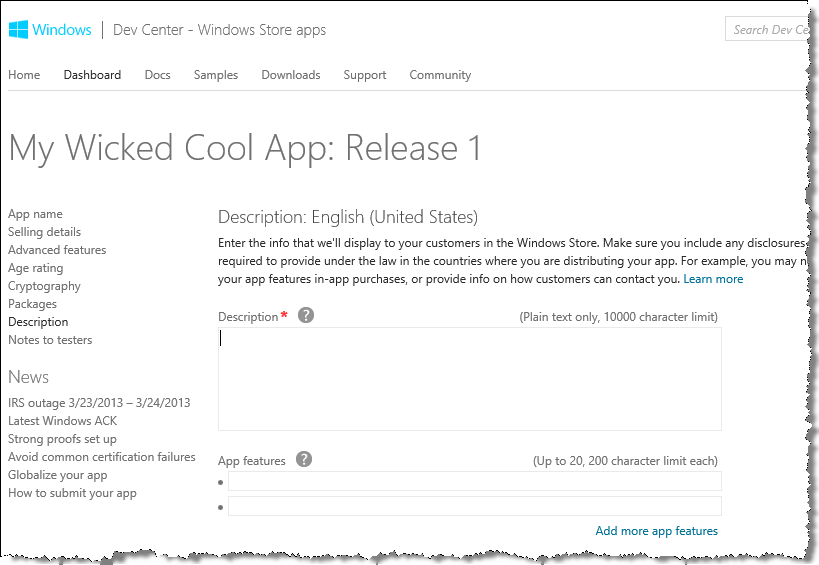 Windows | Dev Center - Windows Store apps
Search Dev
Home Dashboard Docs Samples Downloads Support Community
My Wicked Cool App: Release 1
App name
Selling details
Advanced features
Age rating
Cryptography
Packages
Description
Notes to testers
News
IRS outage 3/23/2013 – 3/24/2013
Latest Windows ACK
Strong proofs set up
Avoid common certification failures
Globalize your app
How to submit your app
Description: English (United States)
Enter the info that we'll display to your customers in the Windows Store. Make sure you include any disclosures
required to provide under the law in the countries where you are distributing your app. For example, you may
your app features in-app purchases, or provide info on how customers can contact you. Learn more
Description * ? (Plain text only, 10000 character limit)
App features ? (Up to 20, 200 character limit each)
Add more app features